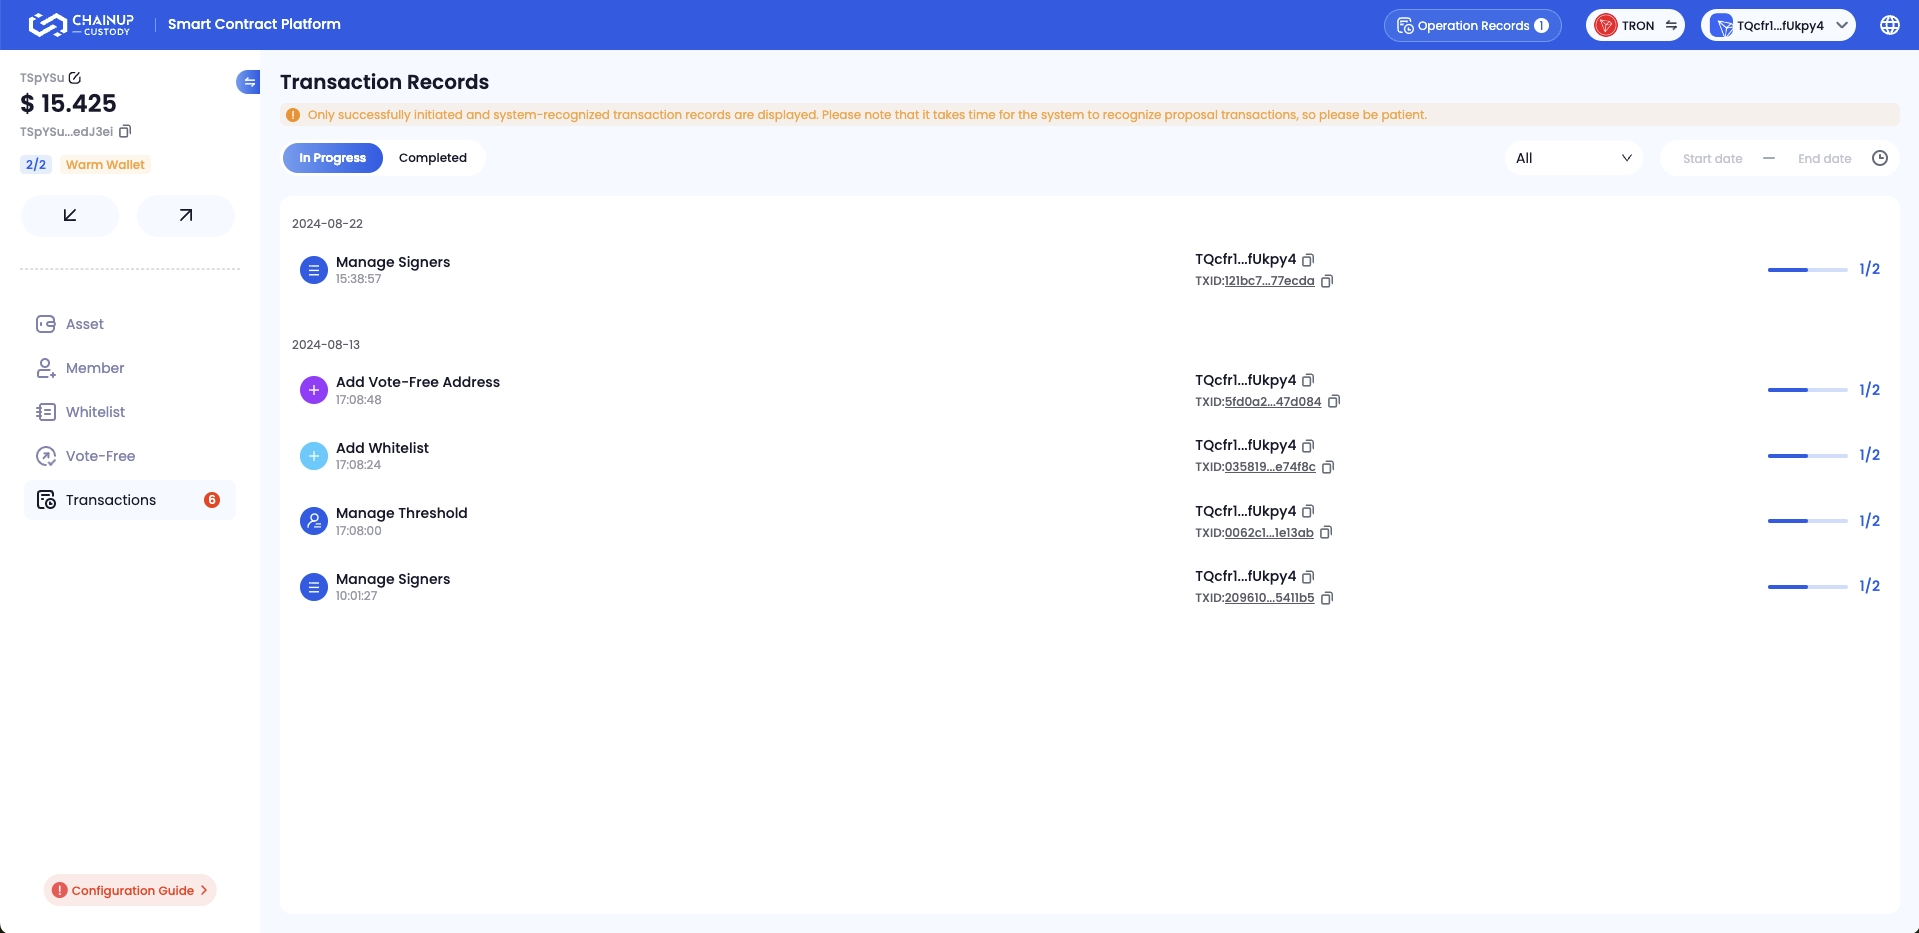 CHAINUP
CUSTODY
Smart Contract Platform
Operation Records 1
TRON
TQcfr1...fUkpy4
TSpYSu
$ 15.425
TSpYSu...edJ3ei
2/2
Warm Wallet
Asset
Member
Whitelist
Vote-Free
Transactions 6
Configuration Guide
Transaction Records
Only successfully initiated and system-recognized transaction records are displayed. Please note that it takes time for the system to recognize proposal transactions, so please be patient.
In Progress
Completed
All
Start date — End date
2024-08-22
Manage Signers
15:38:57
TQcfr1...fUkpy4
TXID:121bc7...77ecda
1/2
2024-08-13
Add Vote-Free Address
17:08:48
TQcfr1...fUkpy4
TXID:5fd0a2...47d084
1/2
Add Whitelist
17:08:24
TQcfr1...fUkpy4
TXID:035819...e74f8c
1/2
Manage Threshold
17:08:00
TQcfr1...fUkpy4
TXID:0062c1...1e13ab
1/2
Manage Signers
10:01:27
TQcfr1...fUkpy4
TXID:209610...5411b5
1/2